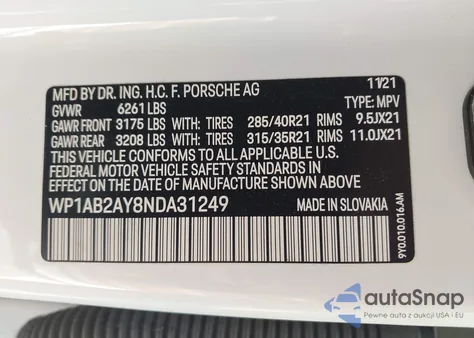 MFD BY DR. ING. H.C. F. PORSCHE AG 11/21
GVWR 6261 LBS TYPE: MPV
GAWR FRONT 3175 LBS WITH: TIRES 285/40R21 RIMS 9.5JX21
GAWR REAR 3208 LBS WITH: TIRES 315/35R21 RIMS 11.0JX21
THIS VEHICLE CONFORMS TO ALL APPLICABLE U.S.
FEDERAL MOTOR VEHICLE SAFETY STANDARDS IN
EFFECT ON THE DATE OF MANUFACTURE SHOWN ABOVE
WP1AB2AY8NDA31249 MADE IN SLOVAKIA
9Y0.010.016.AM
autoSnap
Pewne auta z aukcji USA - EU